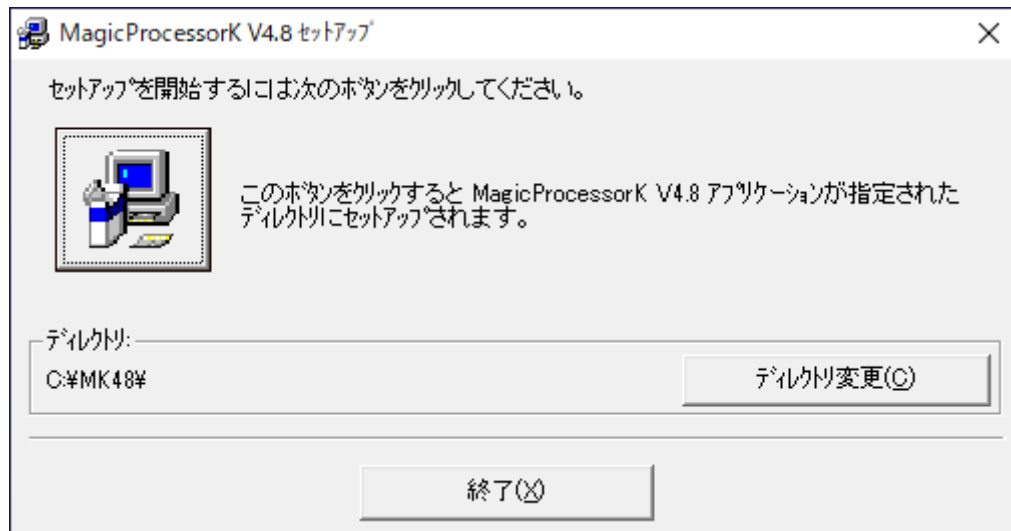 MagicProcessorK V4.8 ｾｯﾄｱｯﾌﾟ
ｾｯﾄｱｯﾌﾟを開始するには次のﾎﾞﾀﾝをｸﾘｯｸしてください。
このﾎﾞﾀﾝをｸﾘｯｸすると MagicProcessorK V4.8 ｱﾌﾟﾘｹｰｼｮﾝが指定された
ﾃﾞｨﾚｸﾄﾘにｾｯﾄｱｯﾌﾟされます。
ﾃﾞｨﾚｸﾄﾘ:
C:¥MK48¥
ﾃﾞｨﾚｸﾄﾘ変更(C)
終了(X)